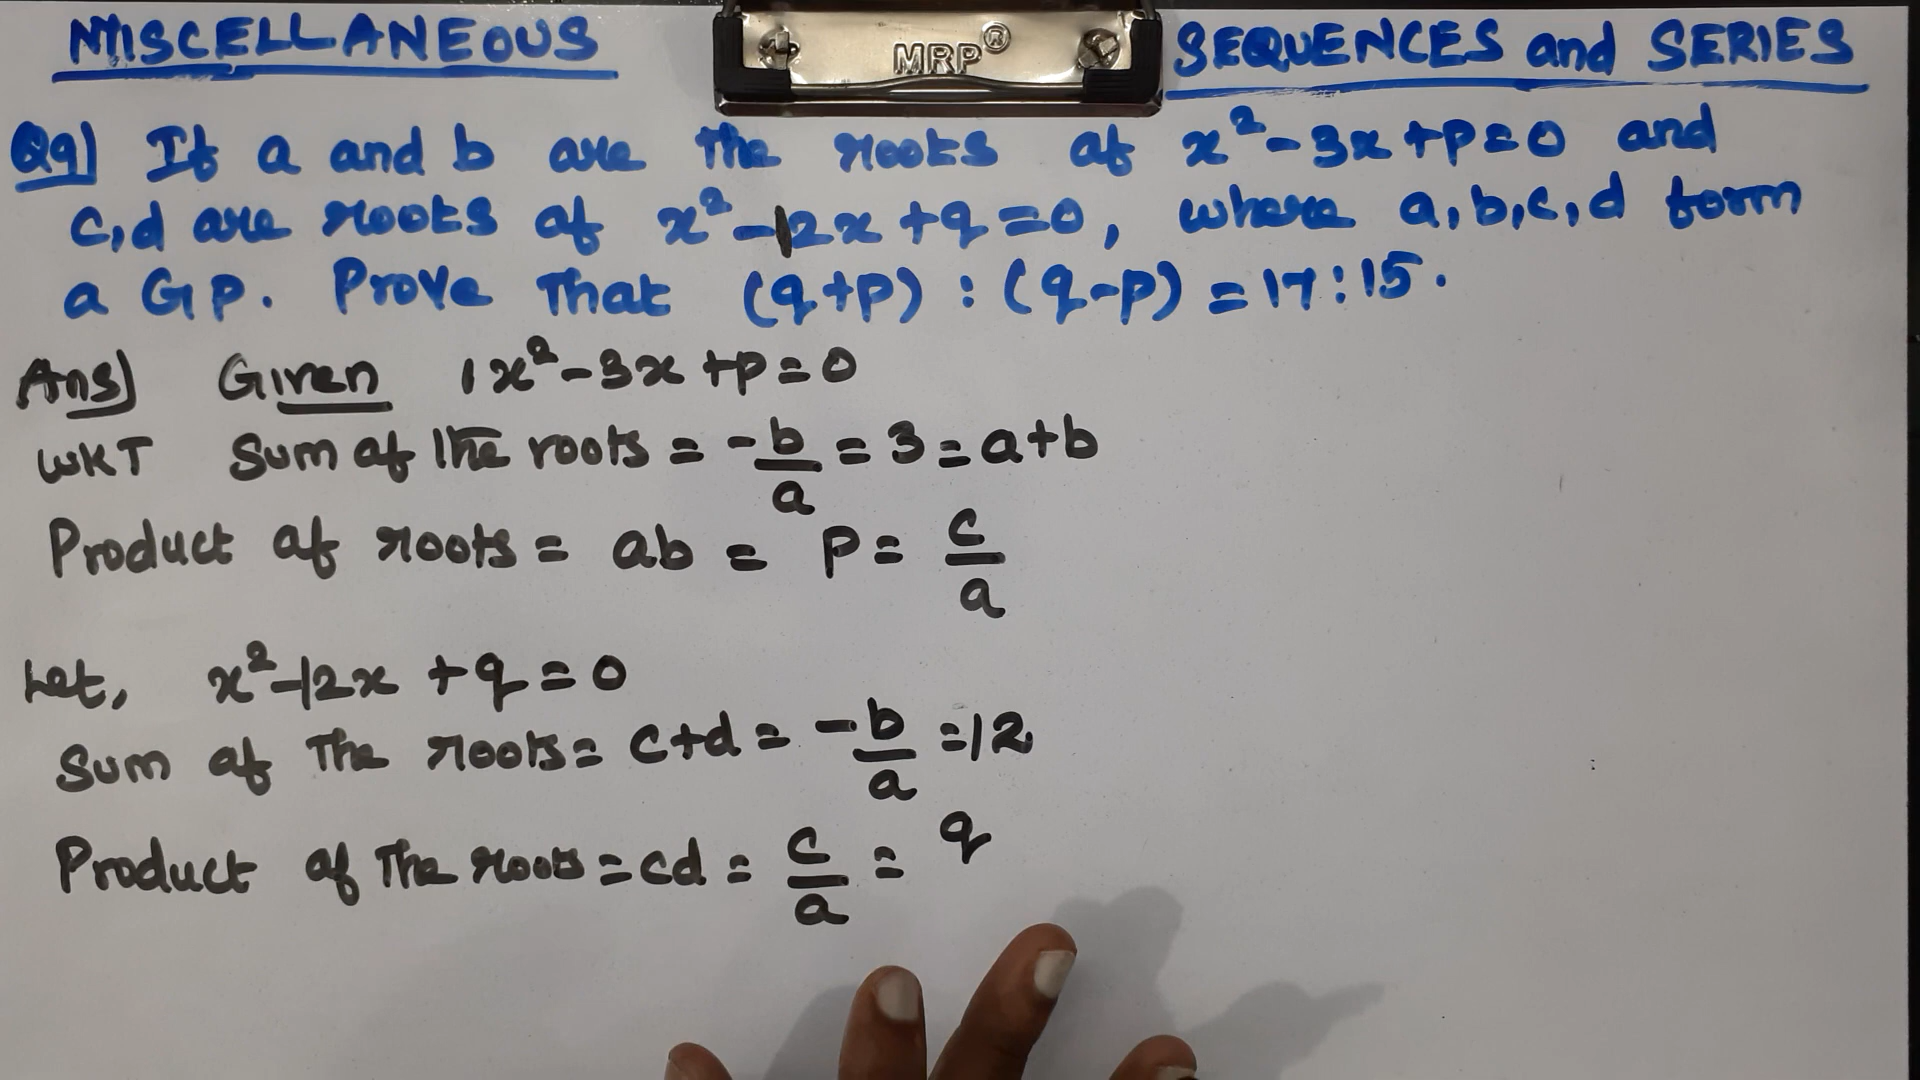 MISCELLANEOUS
MRP®
SEQUENCES and SERIES
Q9) If a and b are the roots of x²-3x+p=0 and
c,d are roots of x²-12x+q=0, where a,b,c,d form
a GP. Prove that (q+p) : (q-p) = 17:15.
Ans) Given 1x²-3x+p=0
WKT Sum of the roots = -b/a = 3 = a+b
Product of roots = ab = P = c/a
Let, x²-12x+q=0
Sum of The roots = c+d = -b/a = 12
Product of The roots = cd = c/a = q